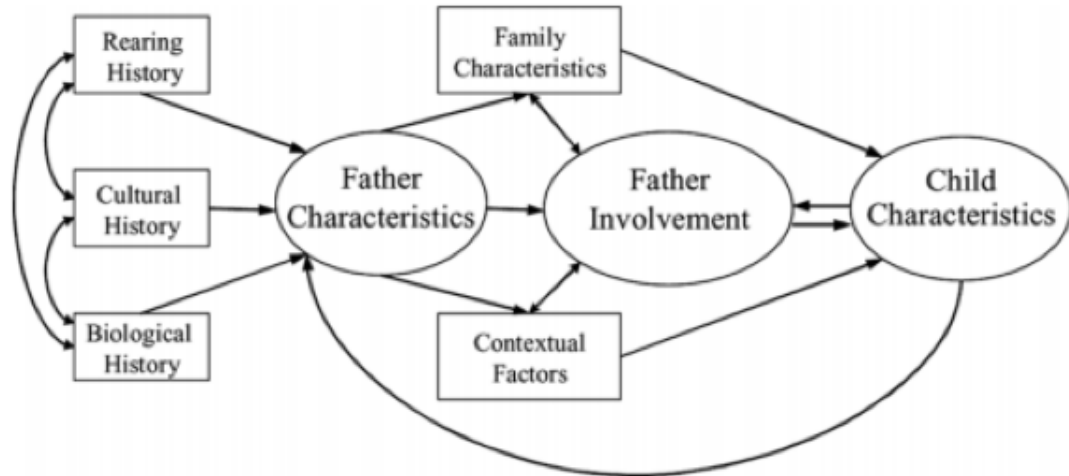 Rearing
History
Family
Characteristics
Cultural
History
Father
Characteristics
Father
Involvement
Child
Characteristics
Biological
History
Contextual
Factors